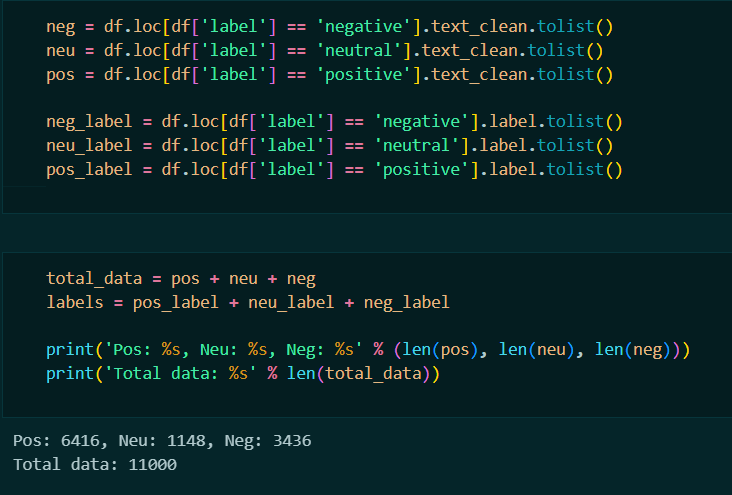 neg = df.loc[df['label'] == 'negative'].text_clean.tolist()
neu = df.loc[df['label'] == 'neutral'].text_clean.tolist()
pos = df.loc[df['label'] == 'positive'].text_clean.tolist()
neg_label = df.loc[df['label'] == 'negative'].label.tolist()
neu_label = df.loc[df['label'] == 'neutral'].label.tolist()
pos_label = df.loc[df['label'] == 'positive'].label.tolist()
total_data = pos + neu + neg
labels = pos_label + neu_label + neg_label
print('Pos: %s, Neu: %s, Neg: %s' % (len(pos), len(neu), len(neg)))
print('Total data: %s' % len(total_data))
Pos: 6416, Neu: 1148, Neg: 3436
Total data: 11000